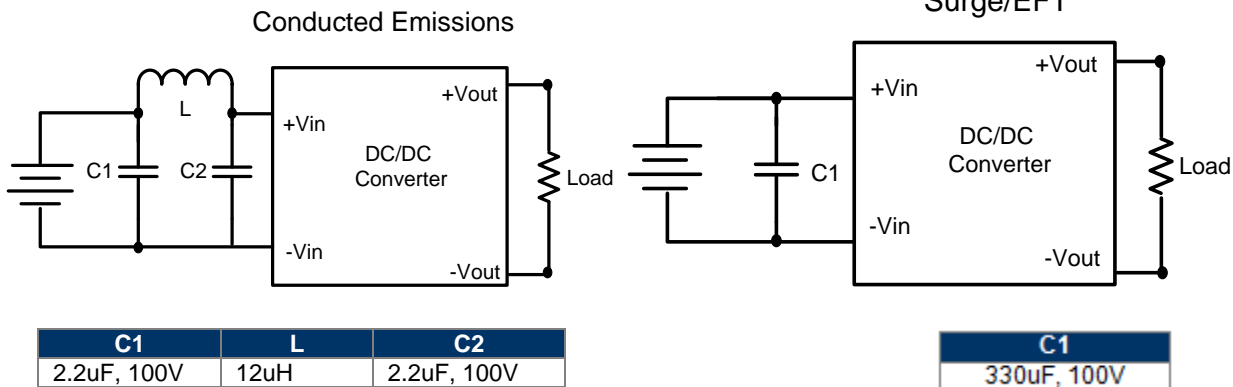 Conducted Emissions
L
C1
C2
+Vin
-Vin
DC/DC
Converter
+Vout
-Vout
Load
C1 L C2
2.2uF, 100V 12uH 2.2uF, 100V
Surge/EFT
C1
+Vin
-Vin
DC/DC
Converter
+Vout
-Vout
Load
C1
330uF, 100V